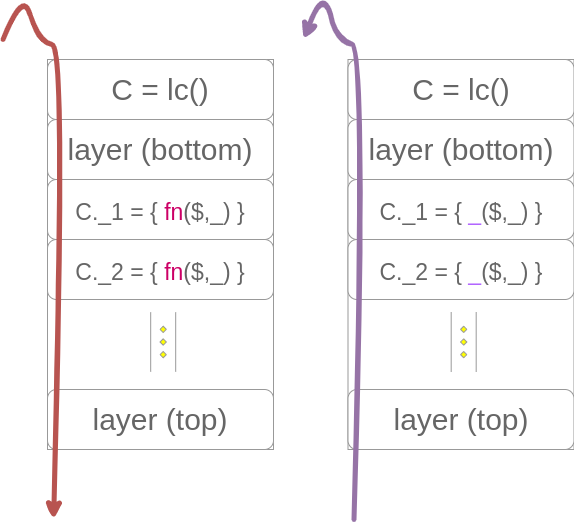 C = lc()
layer (bottom)
C._1 = { fn($,_) }
C._2 = { fn($,_) }
layer (top)
C = lc()
layer (bottom)
C._1 = { _($,_) }
C._2 = { _($,_) }
layer (top)